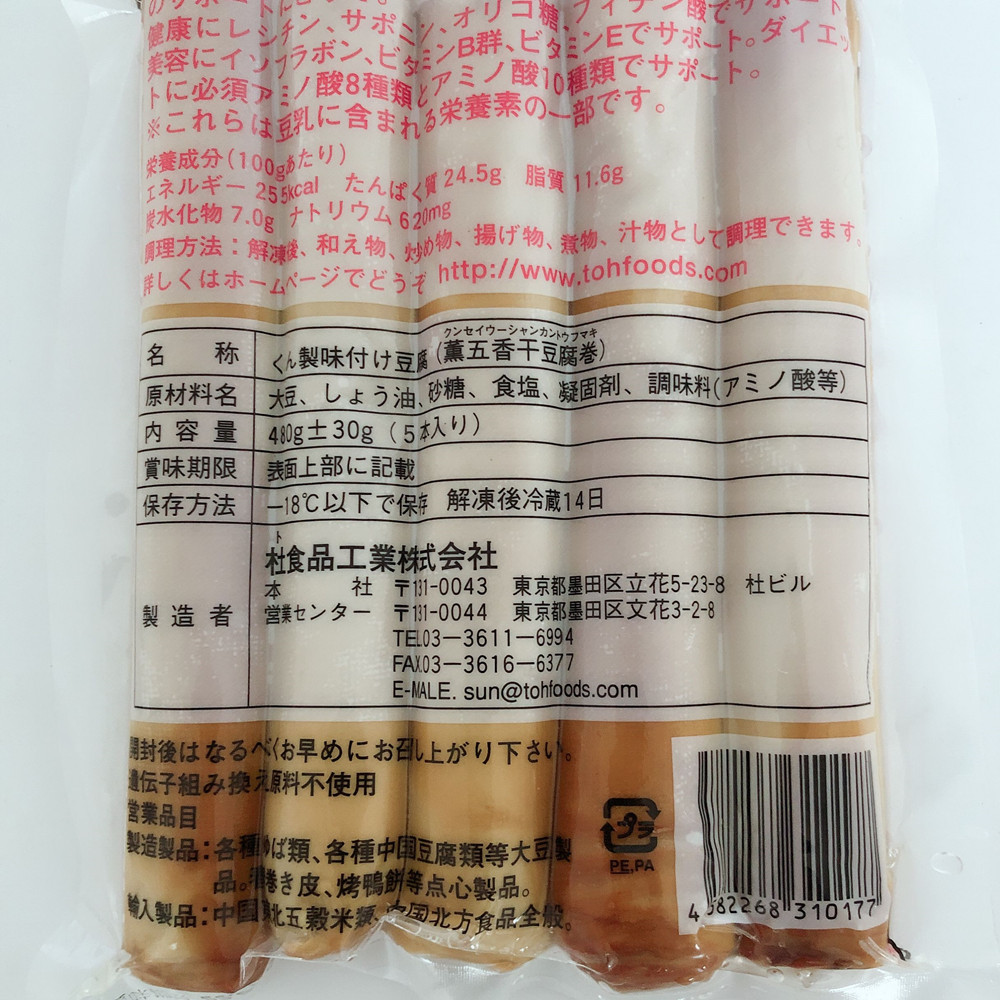 健康にレシチン、サポニン、オリゴ糖、フィチン酸でサポート
美容にイソフラボン、ビタミンB群、ビタミンEでサポート。ダイエッ
トに必須アミノ酸8種類とアミノ酸10種類でサポート。
※これらは豆乳に含まれる栄養素の一部です。
栄養成分(100gあたり)
エネルギー 255kcal たんぱく質 24.5g 脂質 11.6g
炭水化物 7.0g ナトリウム 620mg
調理方法：解凍後、和え物、炒め物、揚げ物、煮物、汁物として調理できます。
詳しくはホームページでどうぞ http://www.tohfoods.com
クンセイウーシャンカントウフマキ
名称 くん製味付け豆腐(薫五香干豆腐巻)
原材料名 大豆、しょう油、砂糖、食塩、凝固剤、調味料(アミノ酸等)
内容量 480g±30g (5本入り)
賞味期限 表面上部に記載
保存方法 —18℃以下で保存 解凍後冷蔵14日
ト
製造者 杜食品工業株式会社
本社 〒131-0043 東京都墨田区立花5-23-8 杜ビル
営業センター 〒131-0044 東京都墨田区文花3-2-8
TEL03—3611—6994
FAX03—3616—6377
E-MALE. sun@tohfoods.com
開封後はなるべくお早めにお召し上がり下さい。
遺伝子組み換え原料不使用
営業品目
製造製品：各種ゆば類、各種中国豆腐類等大豆製
品。春巻き皮、烤鴨餅等点心製品。
輸入製品：中国東北五穀米類、中国北方食品全般。
プラ
PE,PA
4582268310177